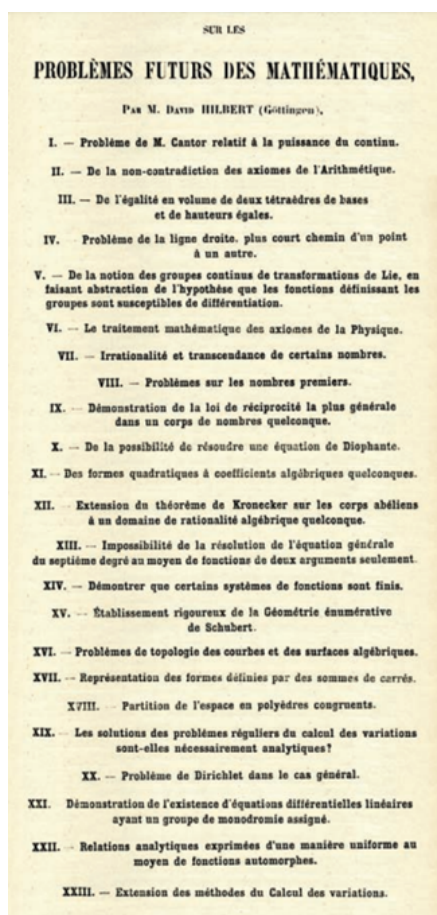 SUR LES
PROBLÈMES FUTURS DES MATHÉMATIQUES,
PAR M. DAVID HILBERT (Göttingen),
I. — Problème de M. Cantor relatif à la puissance du continu.
II. — De la non-contradiction des axiomes de l'Arithmétique.
III. — De l'égalité en volume de deux tétraèdres de bases
et de hauteurs égales.
IV. Problème de la ligne droite, plus court chemin d'un point
à un autre.
V. — De la notion des groupes continus de transformations de Lie, en
faisant abstraction de l'hypothèse que les fonctions définissant les
groupes sont susceptibles de différentiation.
VI. — Le traitement mathématique des axiomes de la Physique.
VII. — Irrationalité et transcendance de certains nombres.
VIII. — Problèmes sur les nombres premiers.
IX. — Démonstration de la loi de réciprocité la plus générale
dans un corps de nombres quelconque.
X. — De la possibilité de résoudre une équation de Diophante.
XI. — Des formes quadratiques à coefficients algébriques quelconques.
XII. — Extension du théorème de Kronecker sur les corps abéliens
à un domaine de rationalité algébrique quelconque.
XIII. — Impossibilité de la résolution de l'équation générale
du septième degré au moyen de fonctions de deux arguments seulement.
XIV. — Démontrer que certains systèmes de fonctions sont finis.
XV. — Établissement rigoureux de la Géométrie énumérative
de Schubert.
XVI. — Problèmes de topologie des courbes et des surfaces algébriques.
XVII. — Représentation des formes définies par des sommes de carrés.
XVIII. Partition de l'espace en polyèdres congruents.
XIX. — Les solutions des problèmes réguliers du calcul des variations
sont-elles nécessairement analytiques?
XX. — Problème de Dirichlet dans le cas général.
XXI. Démonstration de l'existence d'équations différentielles linéaires
ayant un groupe de monodromie assigné.
XXII. — Relations analytiques exprimées d'une manière uniforme au
moyen de fonctions automorphes.
XXIII. — Extension des méthodes du Calcul des variations.